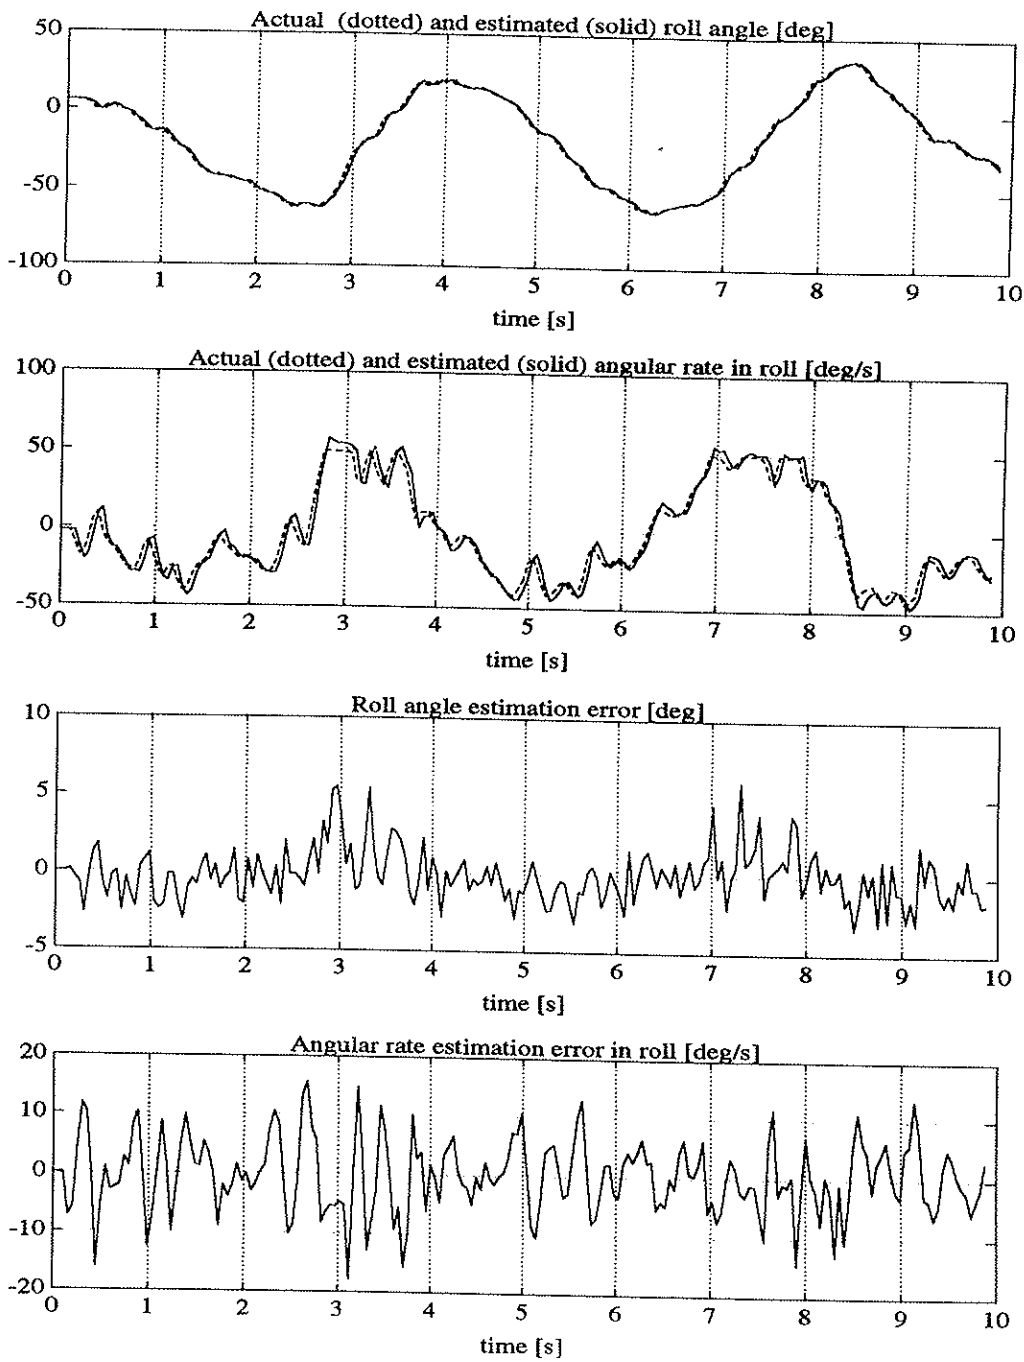 Actual (dotted) and estimated (solid) roll angle [deg]
50
0
-50
-100
0 1 2 3 4 5 6 7 8 9 10
time [s]
Actual (dotted) and estimated (solid) angular rate in roll [deg/s]
100
50
0
-50
0 1 2 3 4 5 6 7 8 9 10
time [s]
Roll angle estimation error [deg]
10
5
0
-5
0 1 2 3 4 5 6 7 8 9 10
time [s]
Angular rate estimation error in roll [deg/s]
20
10
0
-10
-20
0 1 2 3 4 5 6 7 8 9 10
time [s]